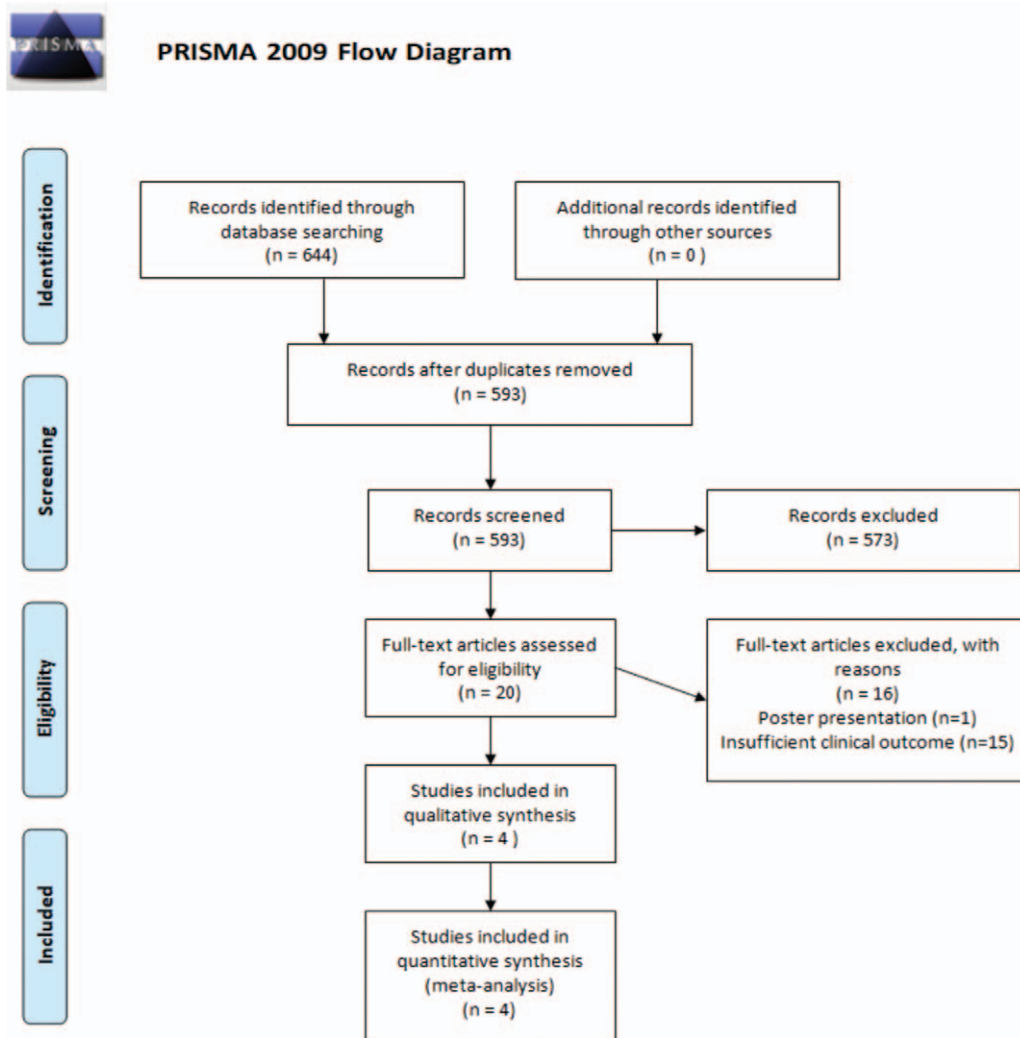 PRISMA
PRISMA 2009 Flow Diagram
Identification
Records identified through
database searching
(n = 644)
Additional records identified
through other sources
(n = 0 )
Records after duplicates removed
(n = 593)
Screening
Records screened
(n = 593)
Records excluded
(n = 573)
Eligibility
Full-text articles assessed
for eligibility
(n = 20)
Full-text articles excluded, with
reasons
(n = 16)
Poster presentation (n=1)
Insufficient clinical outcome (n=15)
Studies included in
qualitative synthesis
(n = 4 )
Included
Studies included in
quantitative synthesis
(meta-analysis)
(n = 4)